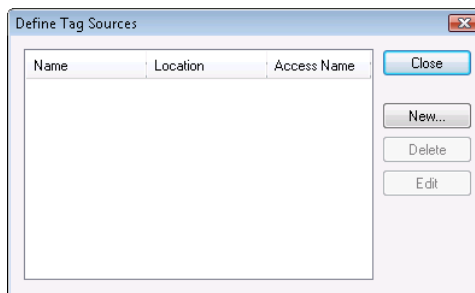 Define Tag Sources
Name Location Access Name
Close
New...
Delete
Edit